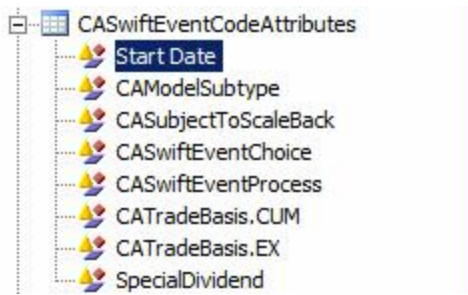 CASwiftEventCodeAttributes
Start Date
CAModelSubtype
CASubjectToScaleBack
CASwiftEventChoice
CASwiftEventProcess
CATradeBasis.CUM
CATradeBasis.EX
SpecialDividend